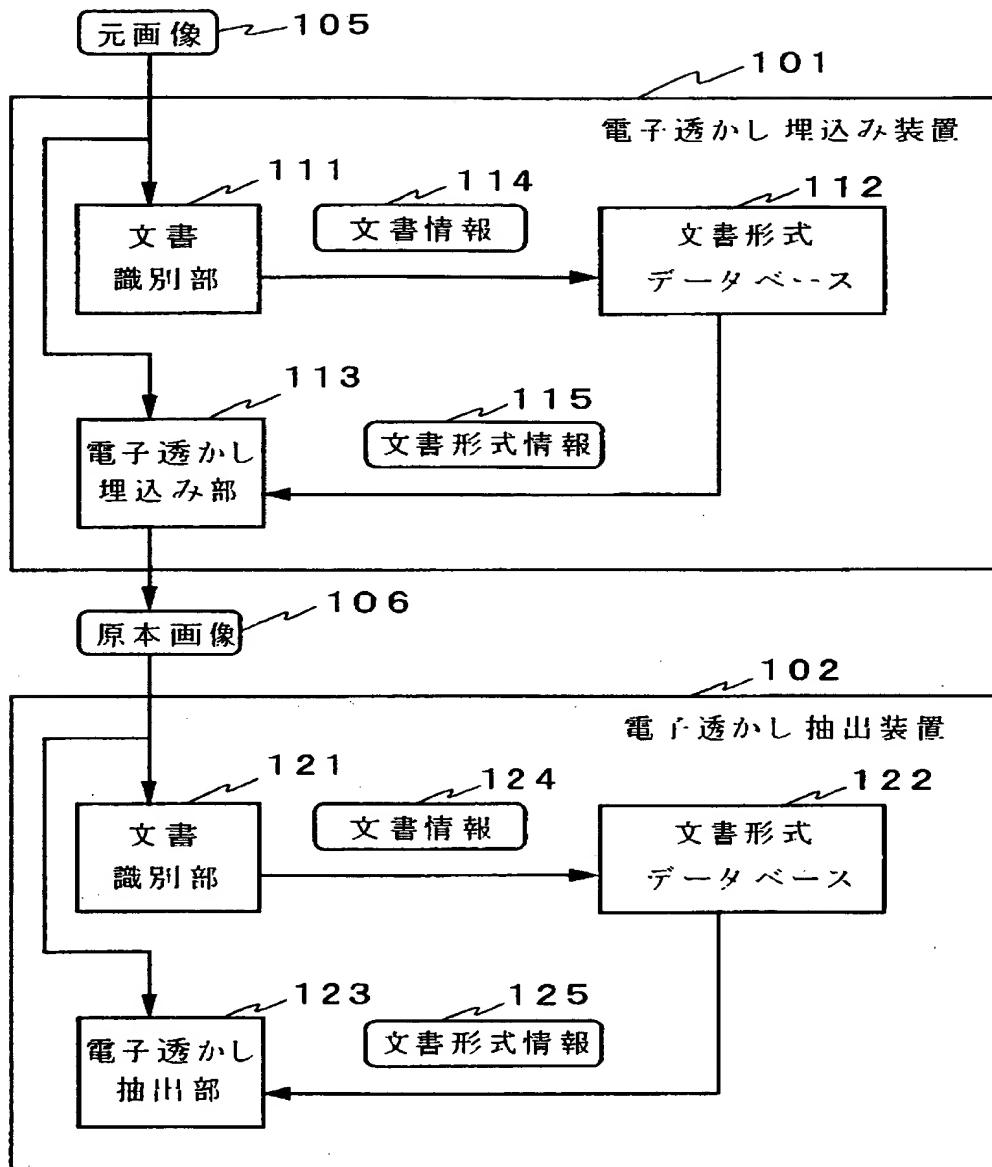 元画像 105
101
電子透かし 埋込み装置
111
114
112
文書
識別部
文書情報
文書形式
データベース
113
115
電子透かし
埋込み部
文書形式情報
106
原本画像
102
電子透かし 抽出装置
121
124
122
文書
識別部
文書情報
文書形式
データベース
123
125
電子透かし
抽出部
文書形式情報